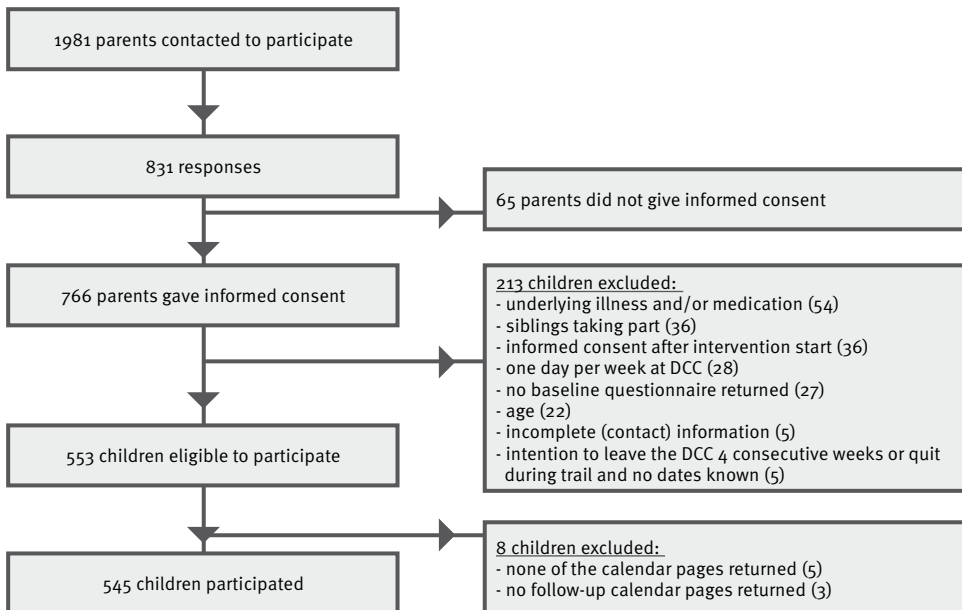 1981 parents contacted to participate
831 responses
65 parents did not give informed consent
766 parents gave informed consent
213 children excluded:
- underlying illness and/or medication (54)
- siblings taking part (36)
- informed consent after intervention start (36)
- one day per week at DCC (28)
- no baseline questionnaire returned (27)
- age (22)
- incomplete (contact) information (5)
- intention to leave the DCC 4 consecutive weeks or quit
during trail and no dates known (5)
553 children eligible to participate
8 children excluded:
- none of the calendar pages returned (5)
- no follow-up calendar pages returned (3)
545 children participated